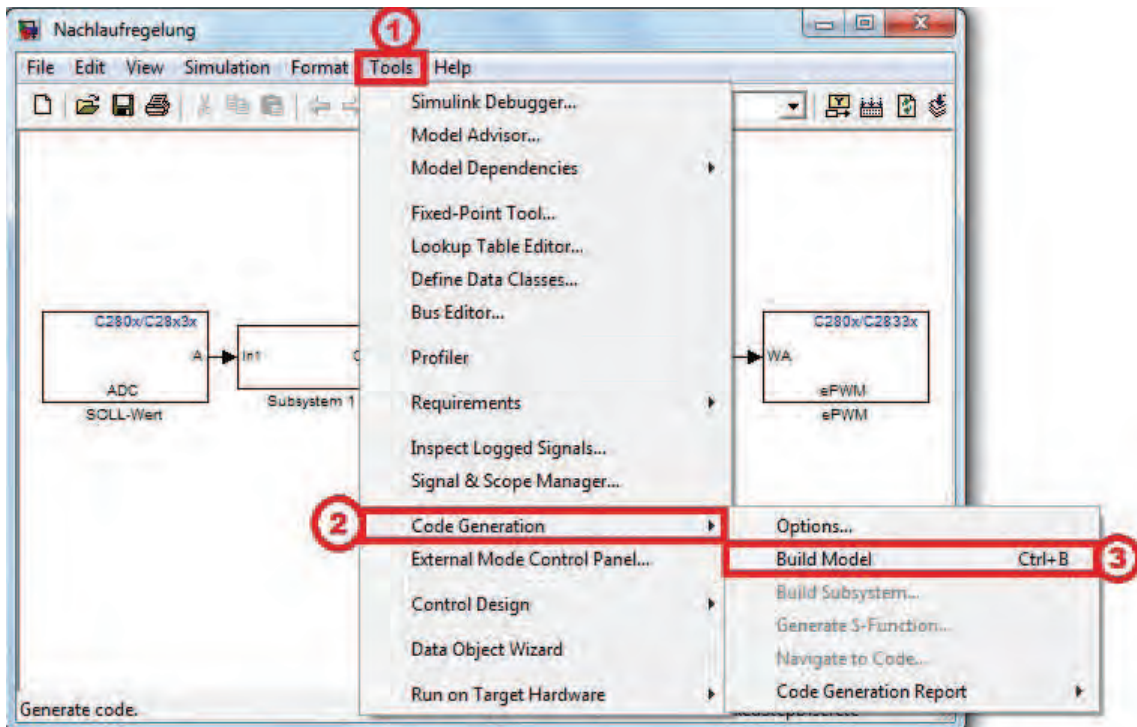 Nachlaufregelung
1
File Edit View Simulation Format Tools Help
Simulink Debugger...
Model Advisor...
Model Dependencies
Fixed-Point Tool...
Lookup Table Editor...
Define Data Classes...
Bus Editor...
Profiler
Requirements
Inspect Logged Signals...
Signal & Scope Manager...
2
Code Generation
External Mode Control Panel...
Control Design
Data Object Wizard
Run on Target Hardware
Options...
Build Model Ctrl+B
3
Build Subsystem...
Generate S-Function...
Navigate to Code...
Code Generation Report
C280x/C28x3x
A
ADC
SOLL-Wert
In1
Subsystem 1
C280x/C2833x
WA
ePWM
ePWM
Generate code.